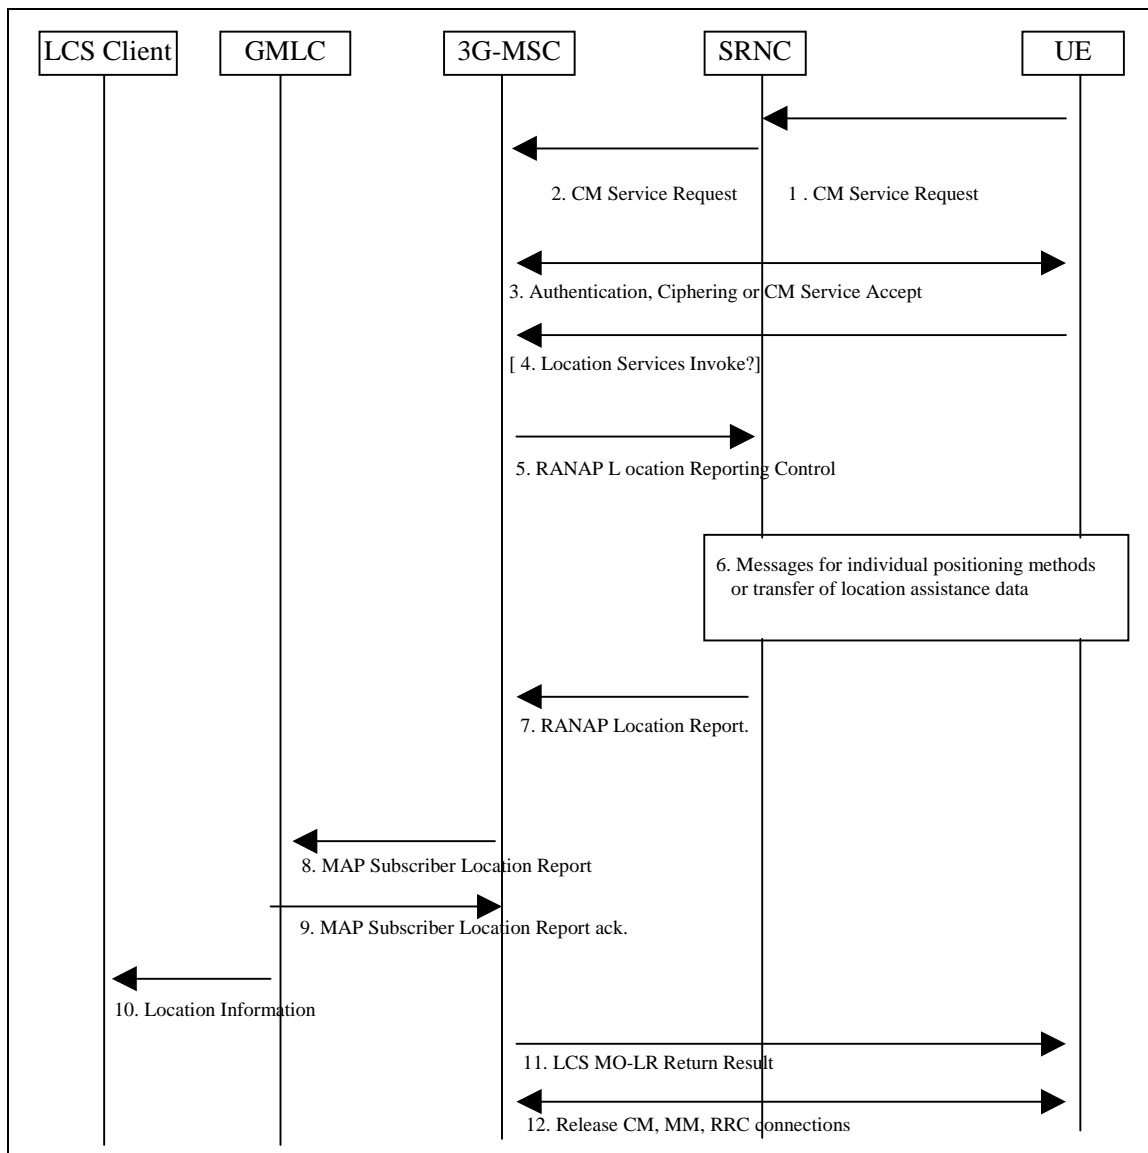 LCS Client GMLC 3G-MSC SRNC UE
2. CM Service Request 1 . CM Service Request
3. Authentication, Ciphering or CM Service Accept
[ 4. Location Services Invoke?]
5. RANAP L ocation Reporting Control
6. Messages for individual positioning methods
or transfer of location assistance data
7. RANAP Location Report.
8. MAP Subscriber Location Report
9. MAP Subscriber Location Report ack.
10. Location Information
11. LCS MO-LR Return Result
12. Release CM, MM, RRC connections